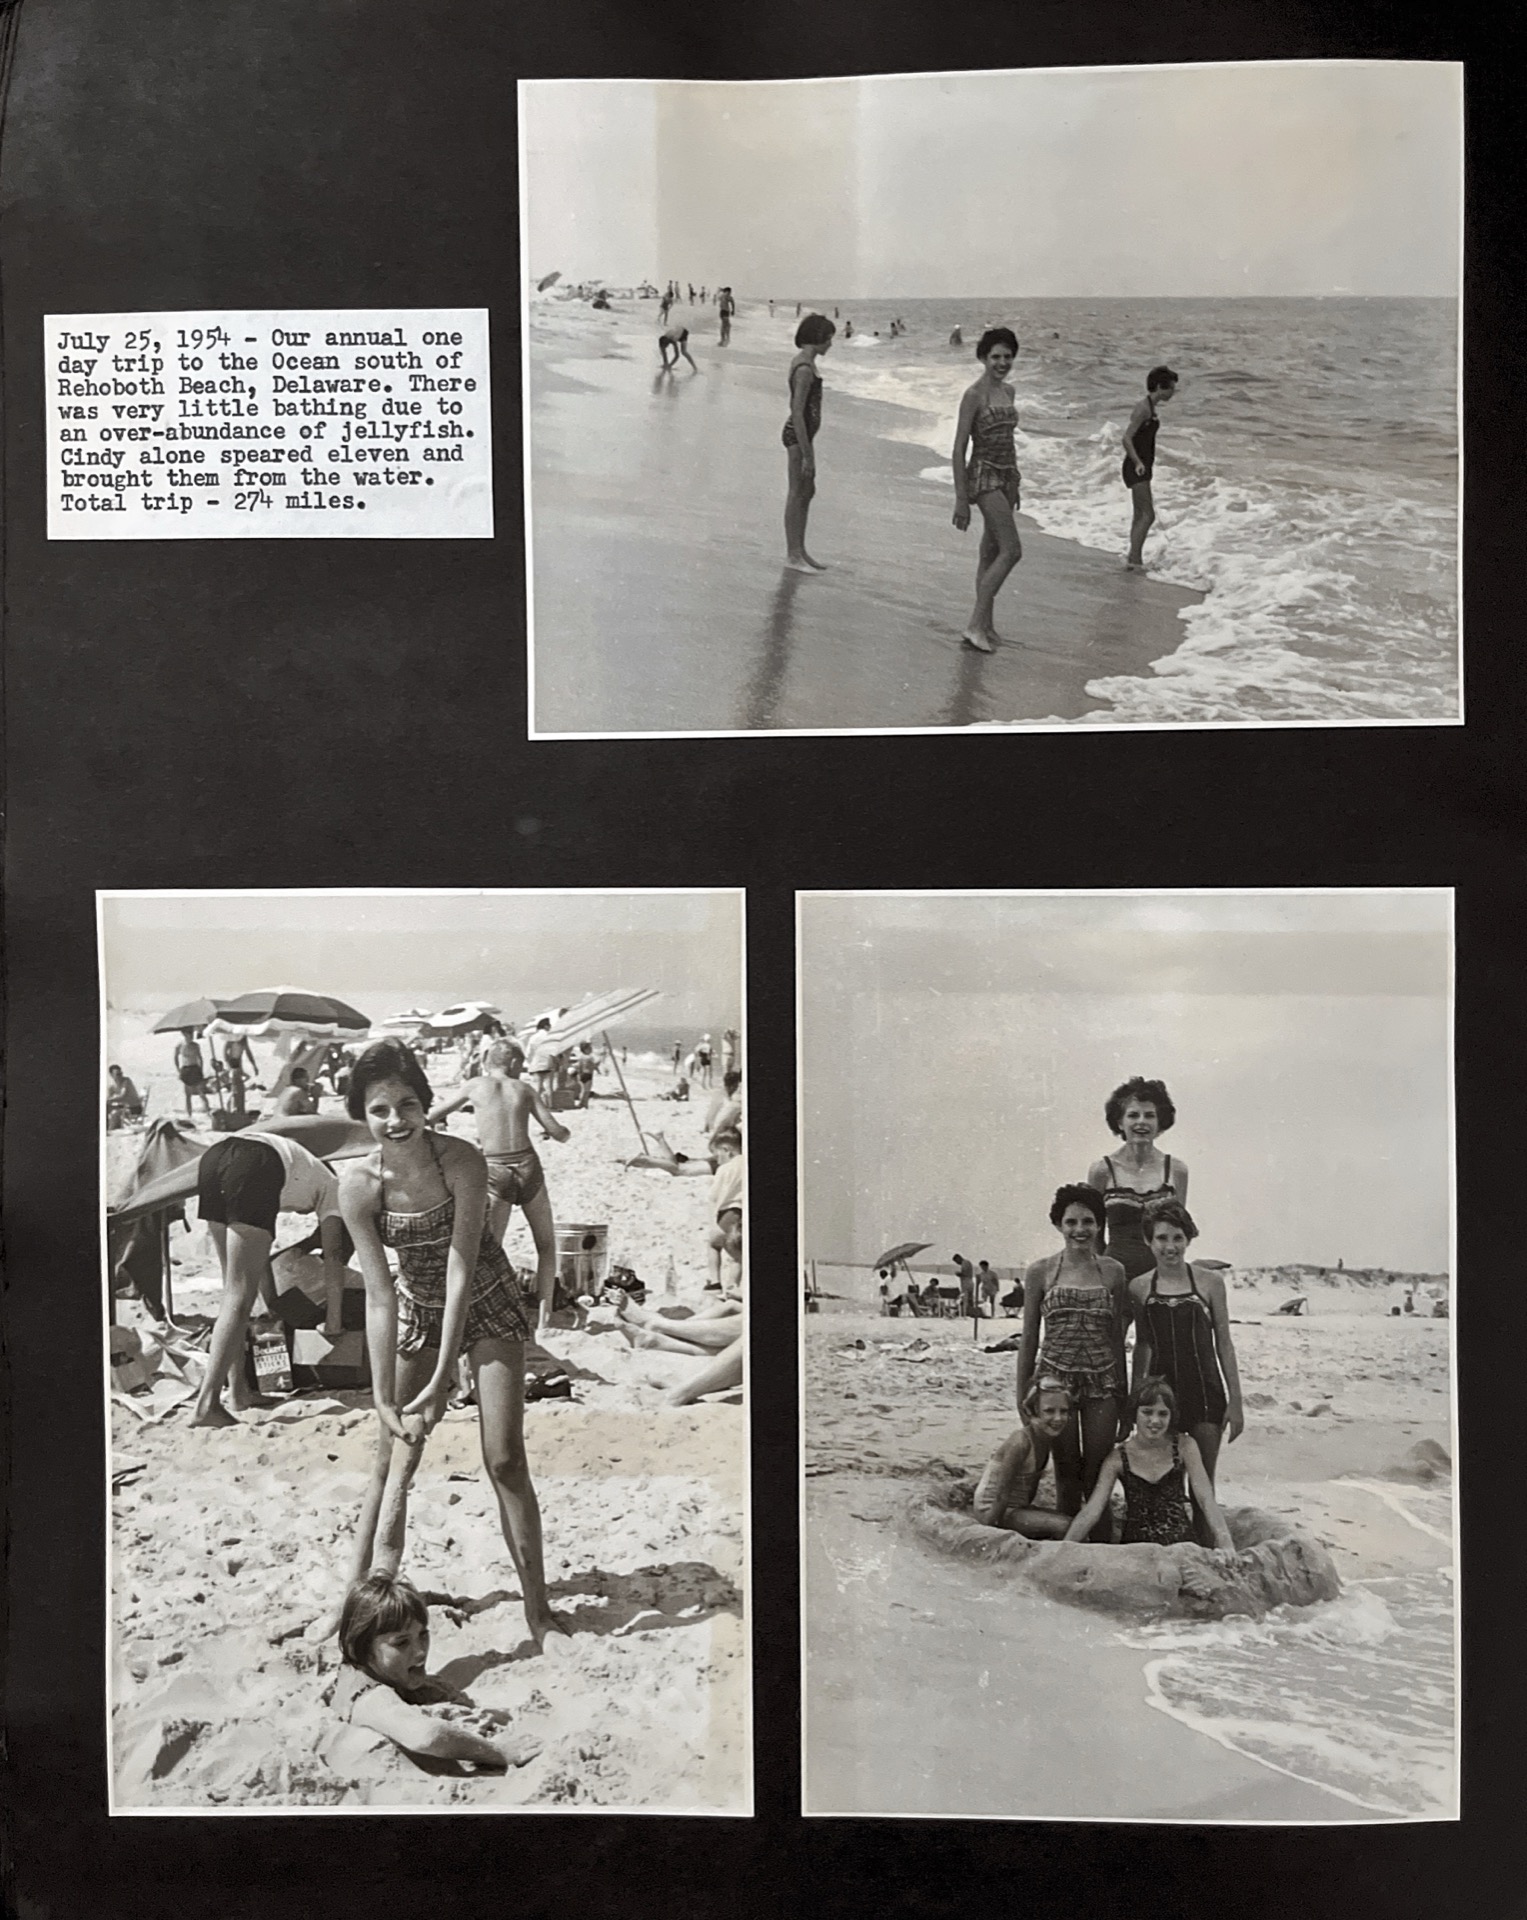 July 25, 1954 - Our annual one
day trip to the Ocean south of
Rehoboth Beach, Delaware. There
was very little bathing due to
an over-abundance of jellyfish.
Cindy alone speared eleven and
brought them from the water.
Total trip - 274 miles.